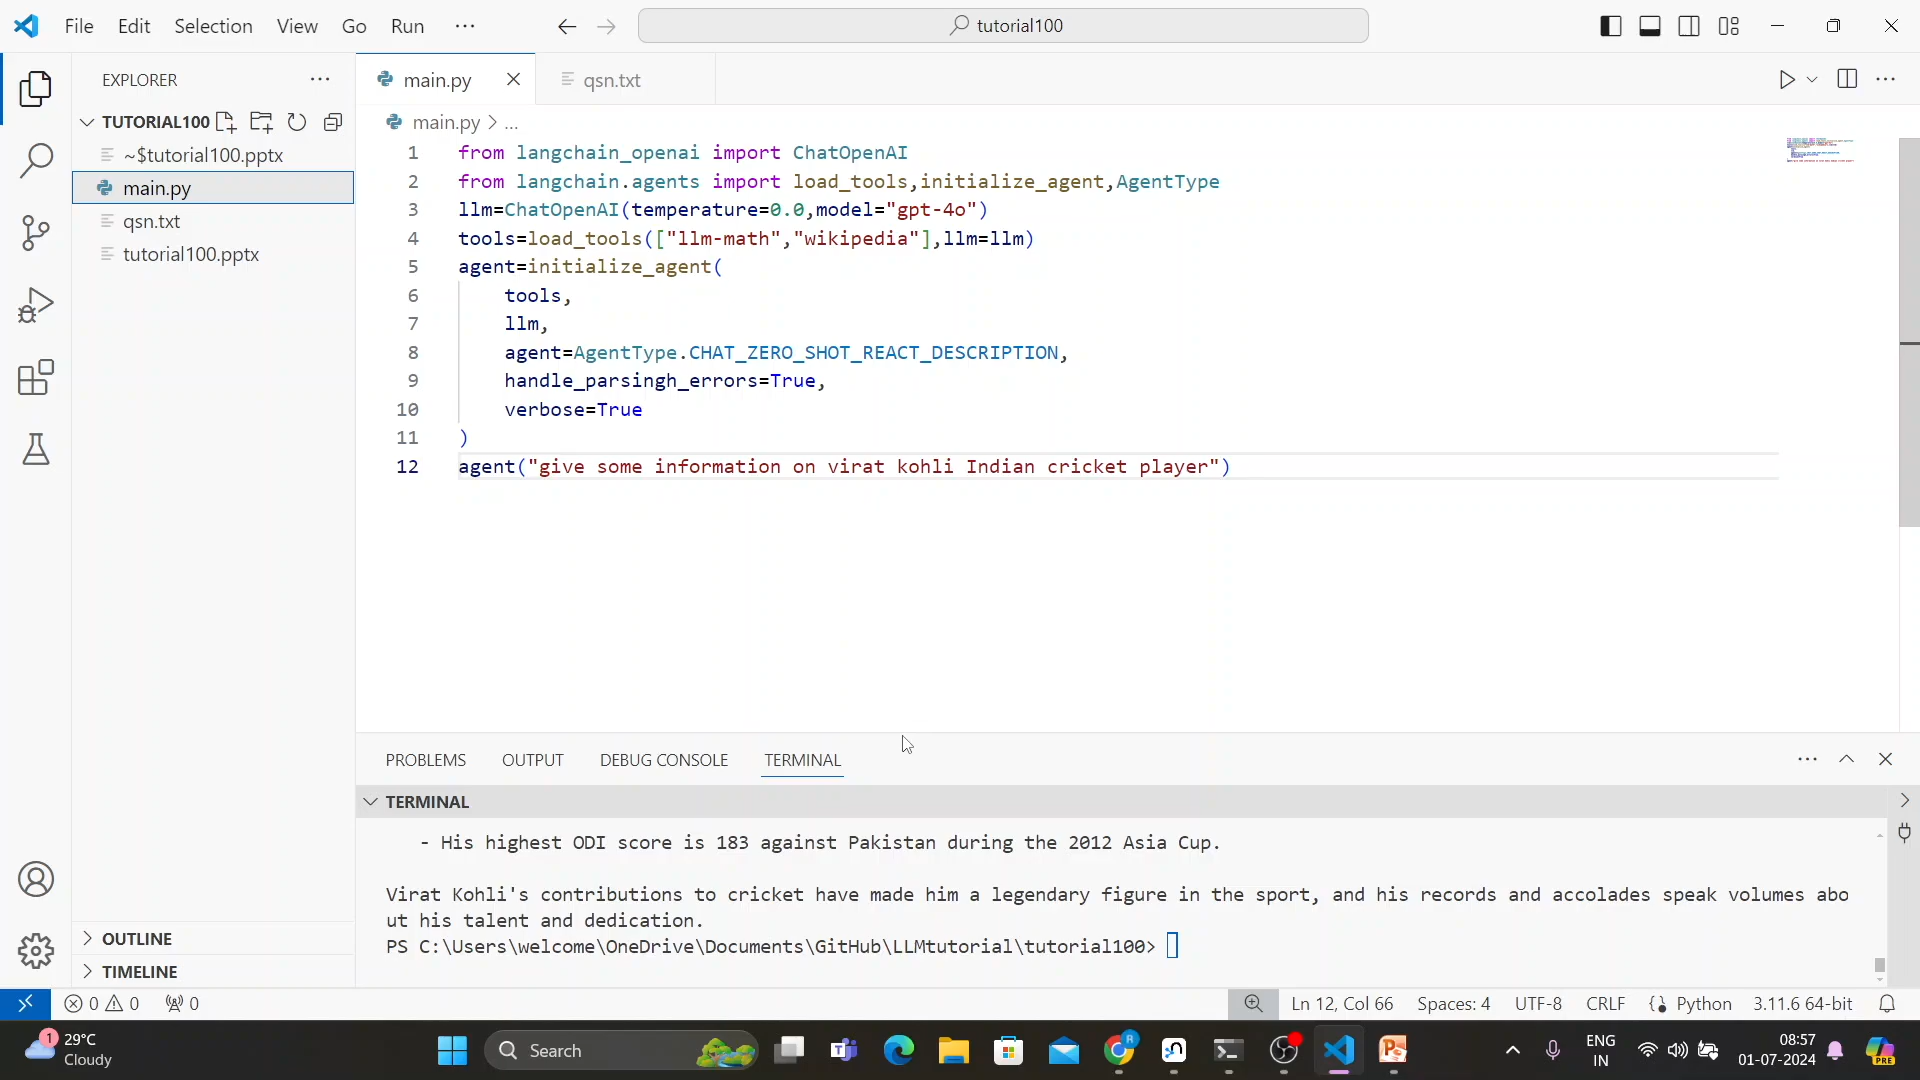 File Edit Selection View Go Run ... tutorial100
EXPLORER ...
TUTORIAL100
~$tutorial100.pptx
main.py
qsn.txt
tutorial100.pptx
OUTLINE
TIMELINE
main.py qsn.txt
main.py > ...
1 from langchain_openai import ChatOpenAI
2 from langchain.agents import load_tools,initialize_agent,AgentType
3 llm=ChatOpenAI(temperature=0.0,model="gpt-4o")
4 tools=load_tools(["llm-math","wikipedia"],llm=llm)
5 agent=initialize_agent(
6 tools,
7 llm,
8 agent=AgentType.CHAT_ZERO_SHOT_REACT_DESCRIPTION,
9 handle_parsingh_errors=True,
10 verbose=True
11 )
12 agent("give some information on virat kohli Indian cricket player")
PROBLEMS OUTPUT DEBUG CONSOLE TERMINAL
TERMINAL
- His highest ODI score is 183 against Pakistan during the 2012 Asia Cup.
Virat Kohli's contributions to cricket have made him a legendary figure in the sport, and his records and accolades speak volumes abo
ut his talent and dedication.
PS C:\Users\welcome\OneDrive\Documents\GitHub\LLMtutorial\tutorial100>
0 0 0 Ln 12, Col 66 Spaces: 4 UTF-8 CRLF Python 3.11.6 64-bit
1 29°C
Cloudy
Search
ENG
IN
08:57
01-07-2024